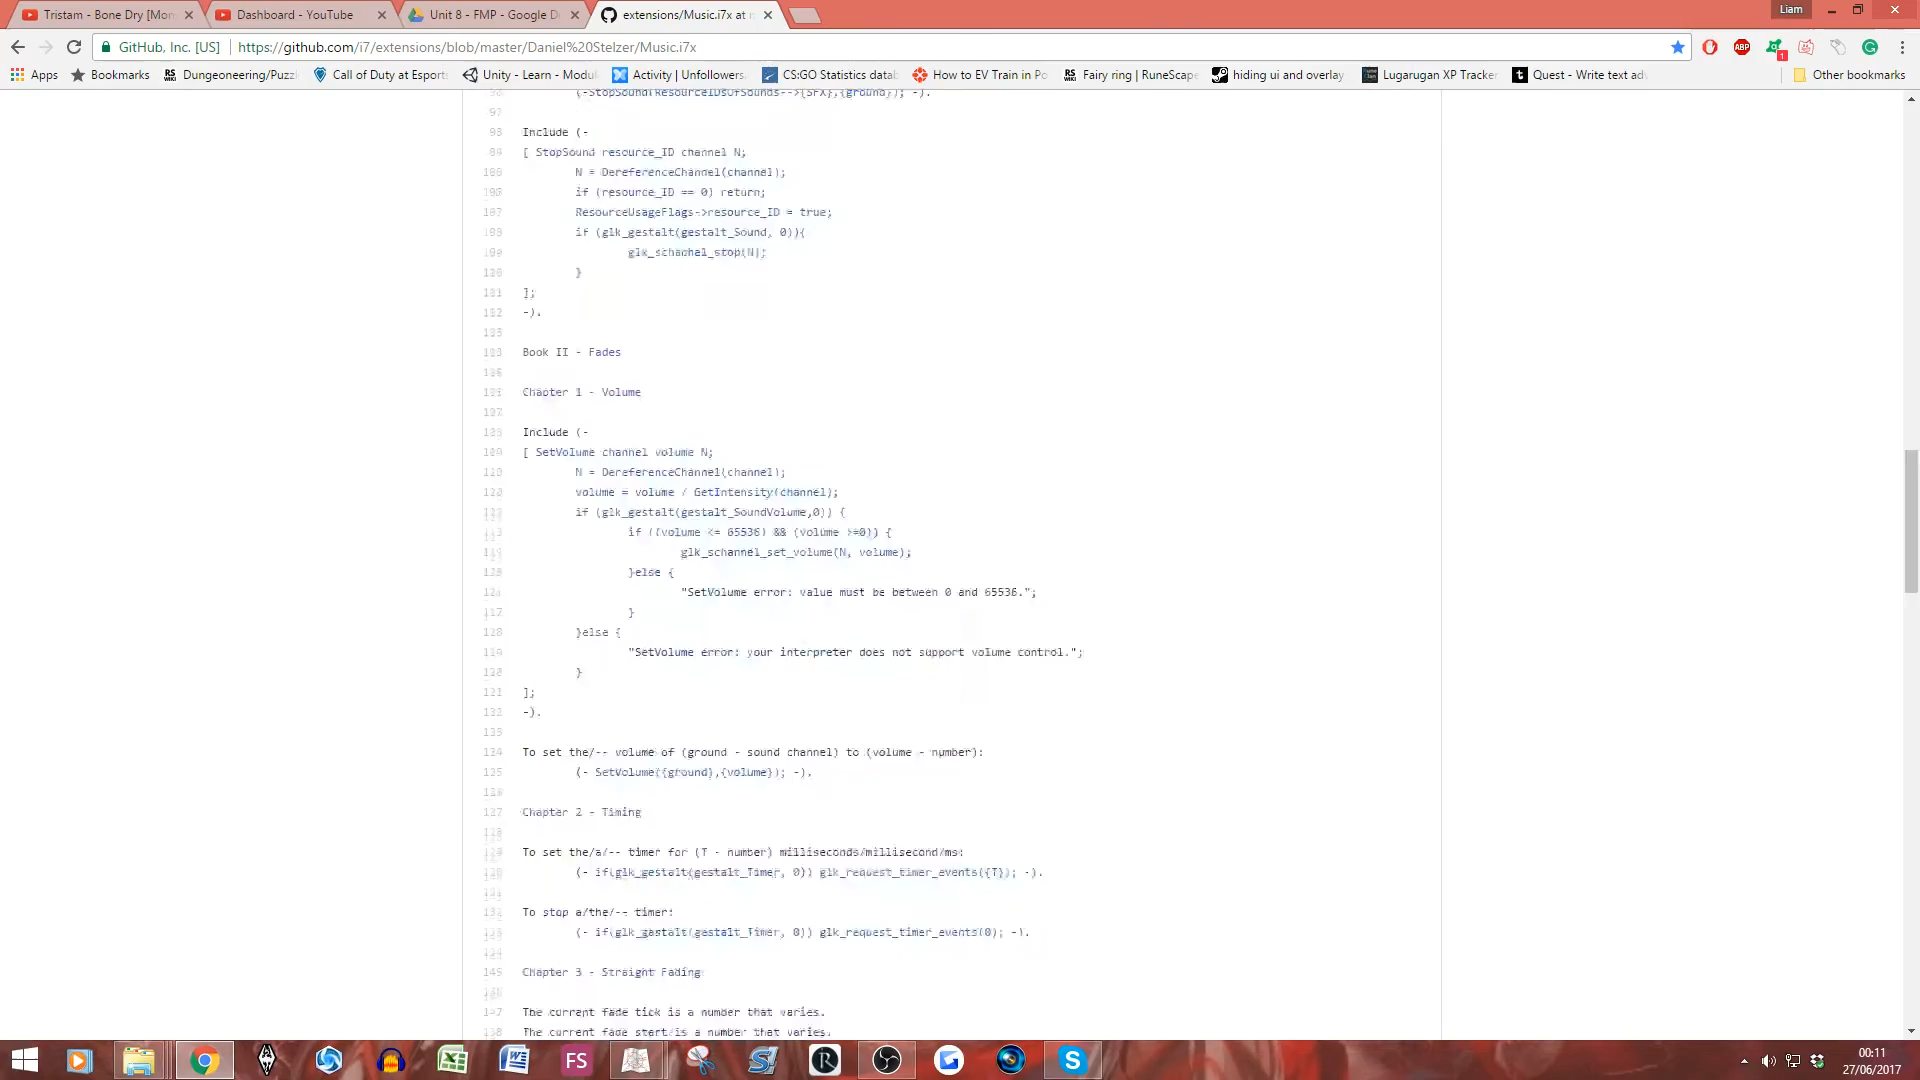 Tristam - Bone Dry [Mon
Dashboard - YouTube
Unit 8 - FMP - Google D
extensions/Music.i7x at
Liam
GitHub, Inc. [US]
https://github.com/i7/extensions/blob/master/Daniel%20Stelzer/Music.i7x
Apps
Bookmarks
Dungeoneering/Puzzl
Call of Duty at Esport
Unity - Learn - Modul
Activity | Unfollowers
CS:GO Statistics datab
How to EV Train in Po
Fairy ring | RuneScape
hiding ui and overlay
Lugarugan XP Tracker
Quest - Write text adv
Other bookmarks
(-StopSound(ResourceIDsOfSounds-->{SFX},{ground}); -).
Include (-
[ StopSound resource_ID channel N;
N = DereferenceChannel(channel);
if (resource_ID == 0) return;
ResourceUsageFlags->resource_ID = true;
if (glk_gestalt(gestalt_Sound, 0)){
glk_schannel_stop(N);
}
];
-).
Book II - Fades
Chapter 1 - Volume
Include (-
[ SetVolume channel volume N;
N = DereferenceChannel(channel);
volume = volume / GetIntensity(channel);
if (glk_gestalt(gestalt_SoundVolume,0)) {
if ((volume <= 65536) && (volume >=0)) {
glk_schannel_set_volume(N, volume);
}else {
"SetVolume error: value must be between 0 and 65536.";
}
}else {
"SetVolume error: your interpreter does not support volume control.";
}
];
-).
To set the/-- volume of (ground - sound channel) to (volume - number):
(- SetVolume({ground},{volume}); -).
Chapter 2 - Timing
To set the/a/-- timer for (T - number) milliseconds/millisecond/ms:
(- if(glk_gestalt(gestalt_Timer, 0)) glk_request_timer_events({T}); -).
To stop a/the/-- timer:
(- if(glk_gestalt(gestalt_Timer, 0)) glk_request_timer_events(0); -).
Chapter 3 - Straight Fading
The current fade tick is a number that varies.
The current fade start is a number that varies.
00:11
27/06/2017